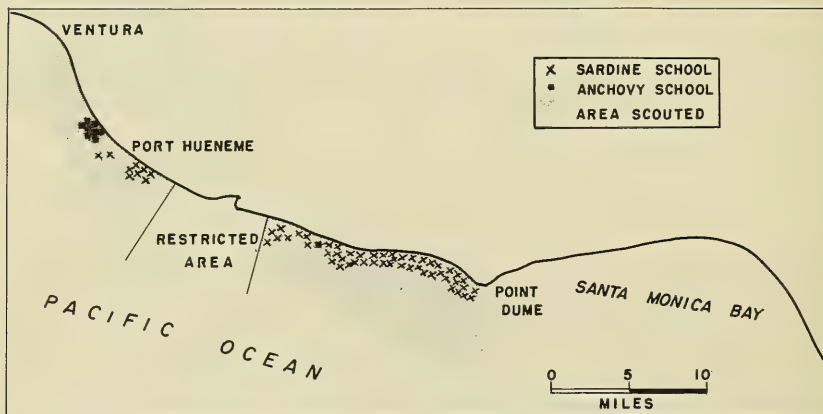 VENTURA
X SARDINE SCHOOL
ANCHOVY SCHOOL
AREA SCOUTED
PORT HUENEME
RESTRICTED
AREA
POINT
DUME
SANTA MONICA BAY
PACIFIC OCEAN
0 5 10
MILES